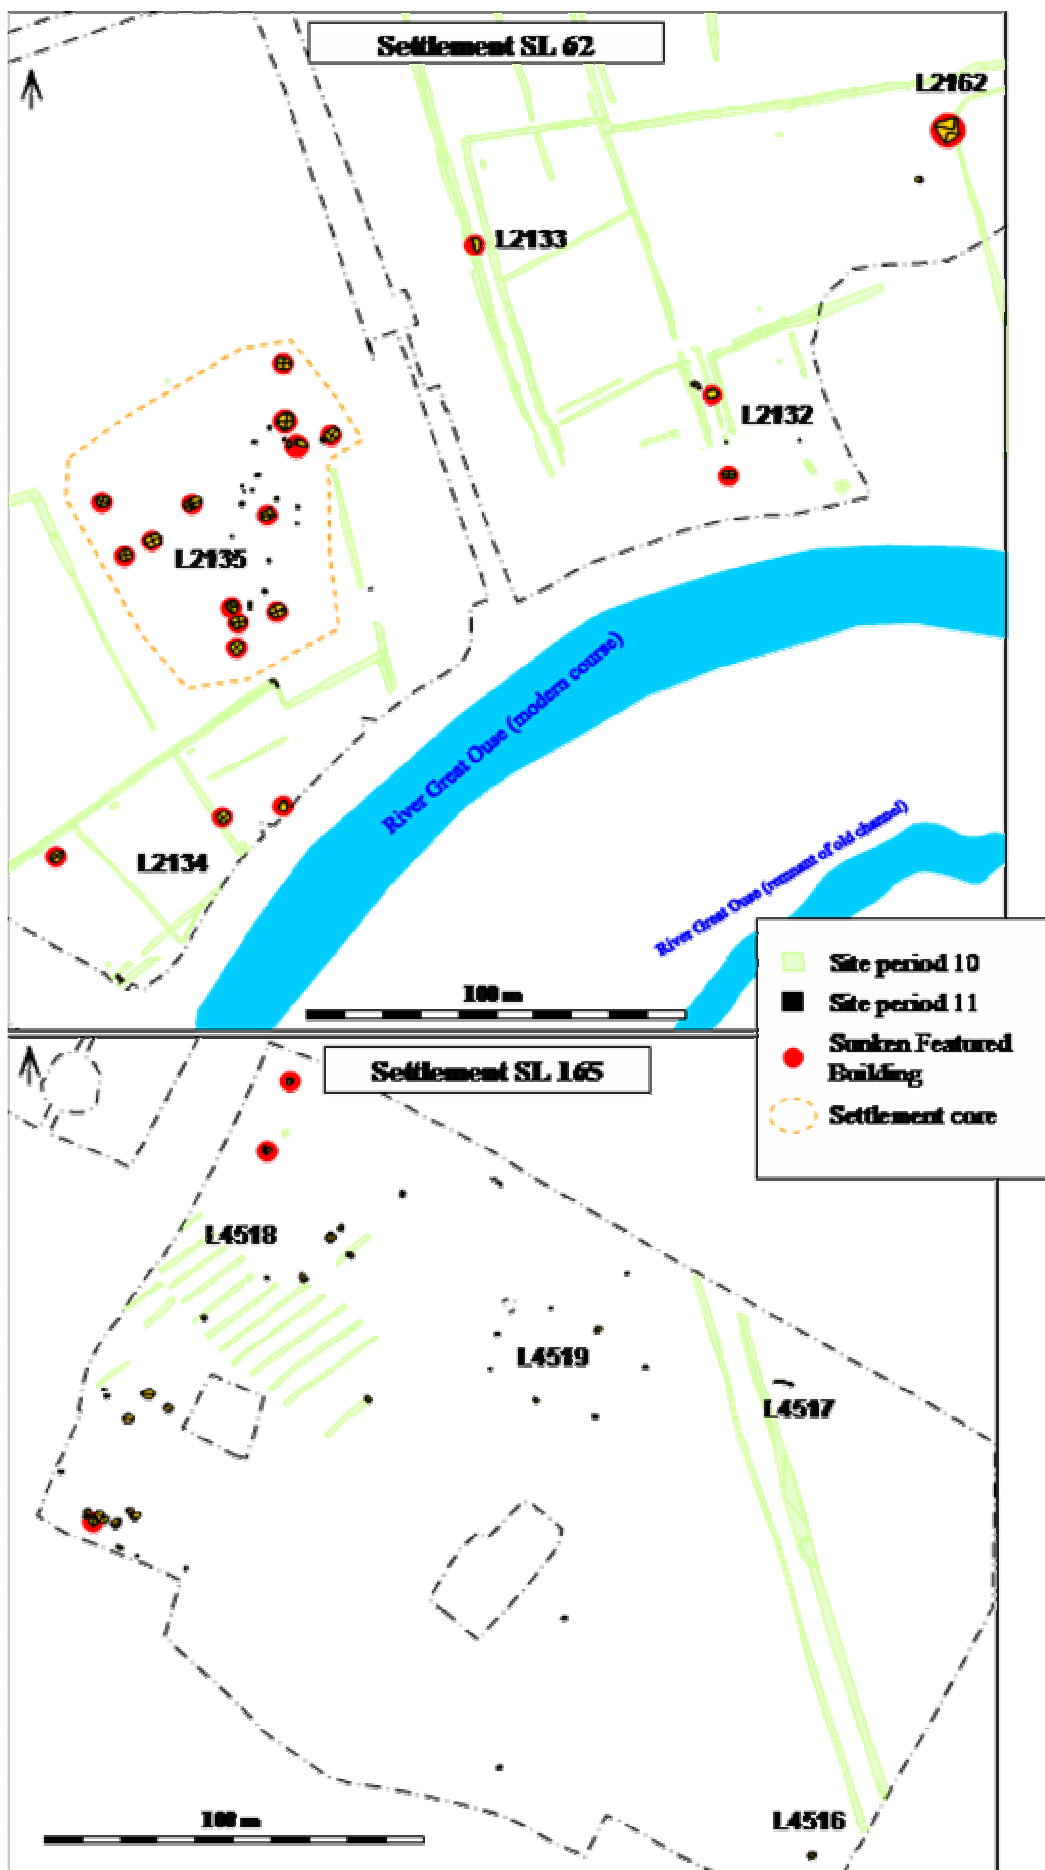 Settlement SL 62
L2162
L2133
L2132
L2135
River Great Ouse (modern course)
L2134
River Great Ouse (remnant of old channel)
100 m
Site period 10
Site period 11
Sunken Featured
Building
Settlement core
Settlement SL 165
L4518
L4519
L4517
100 m
L4516